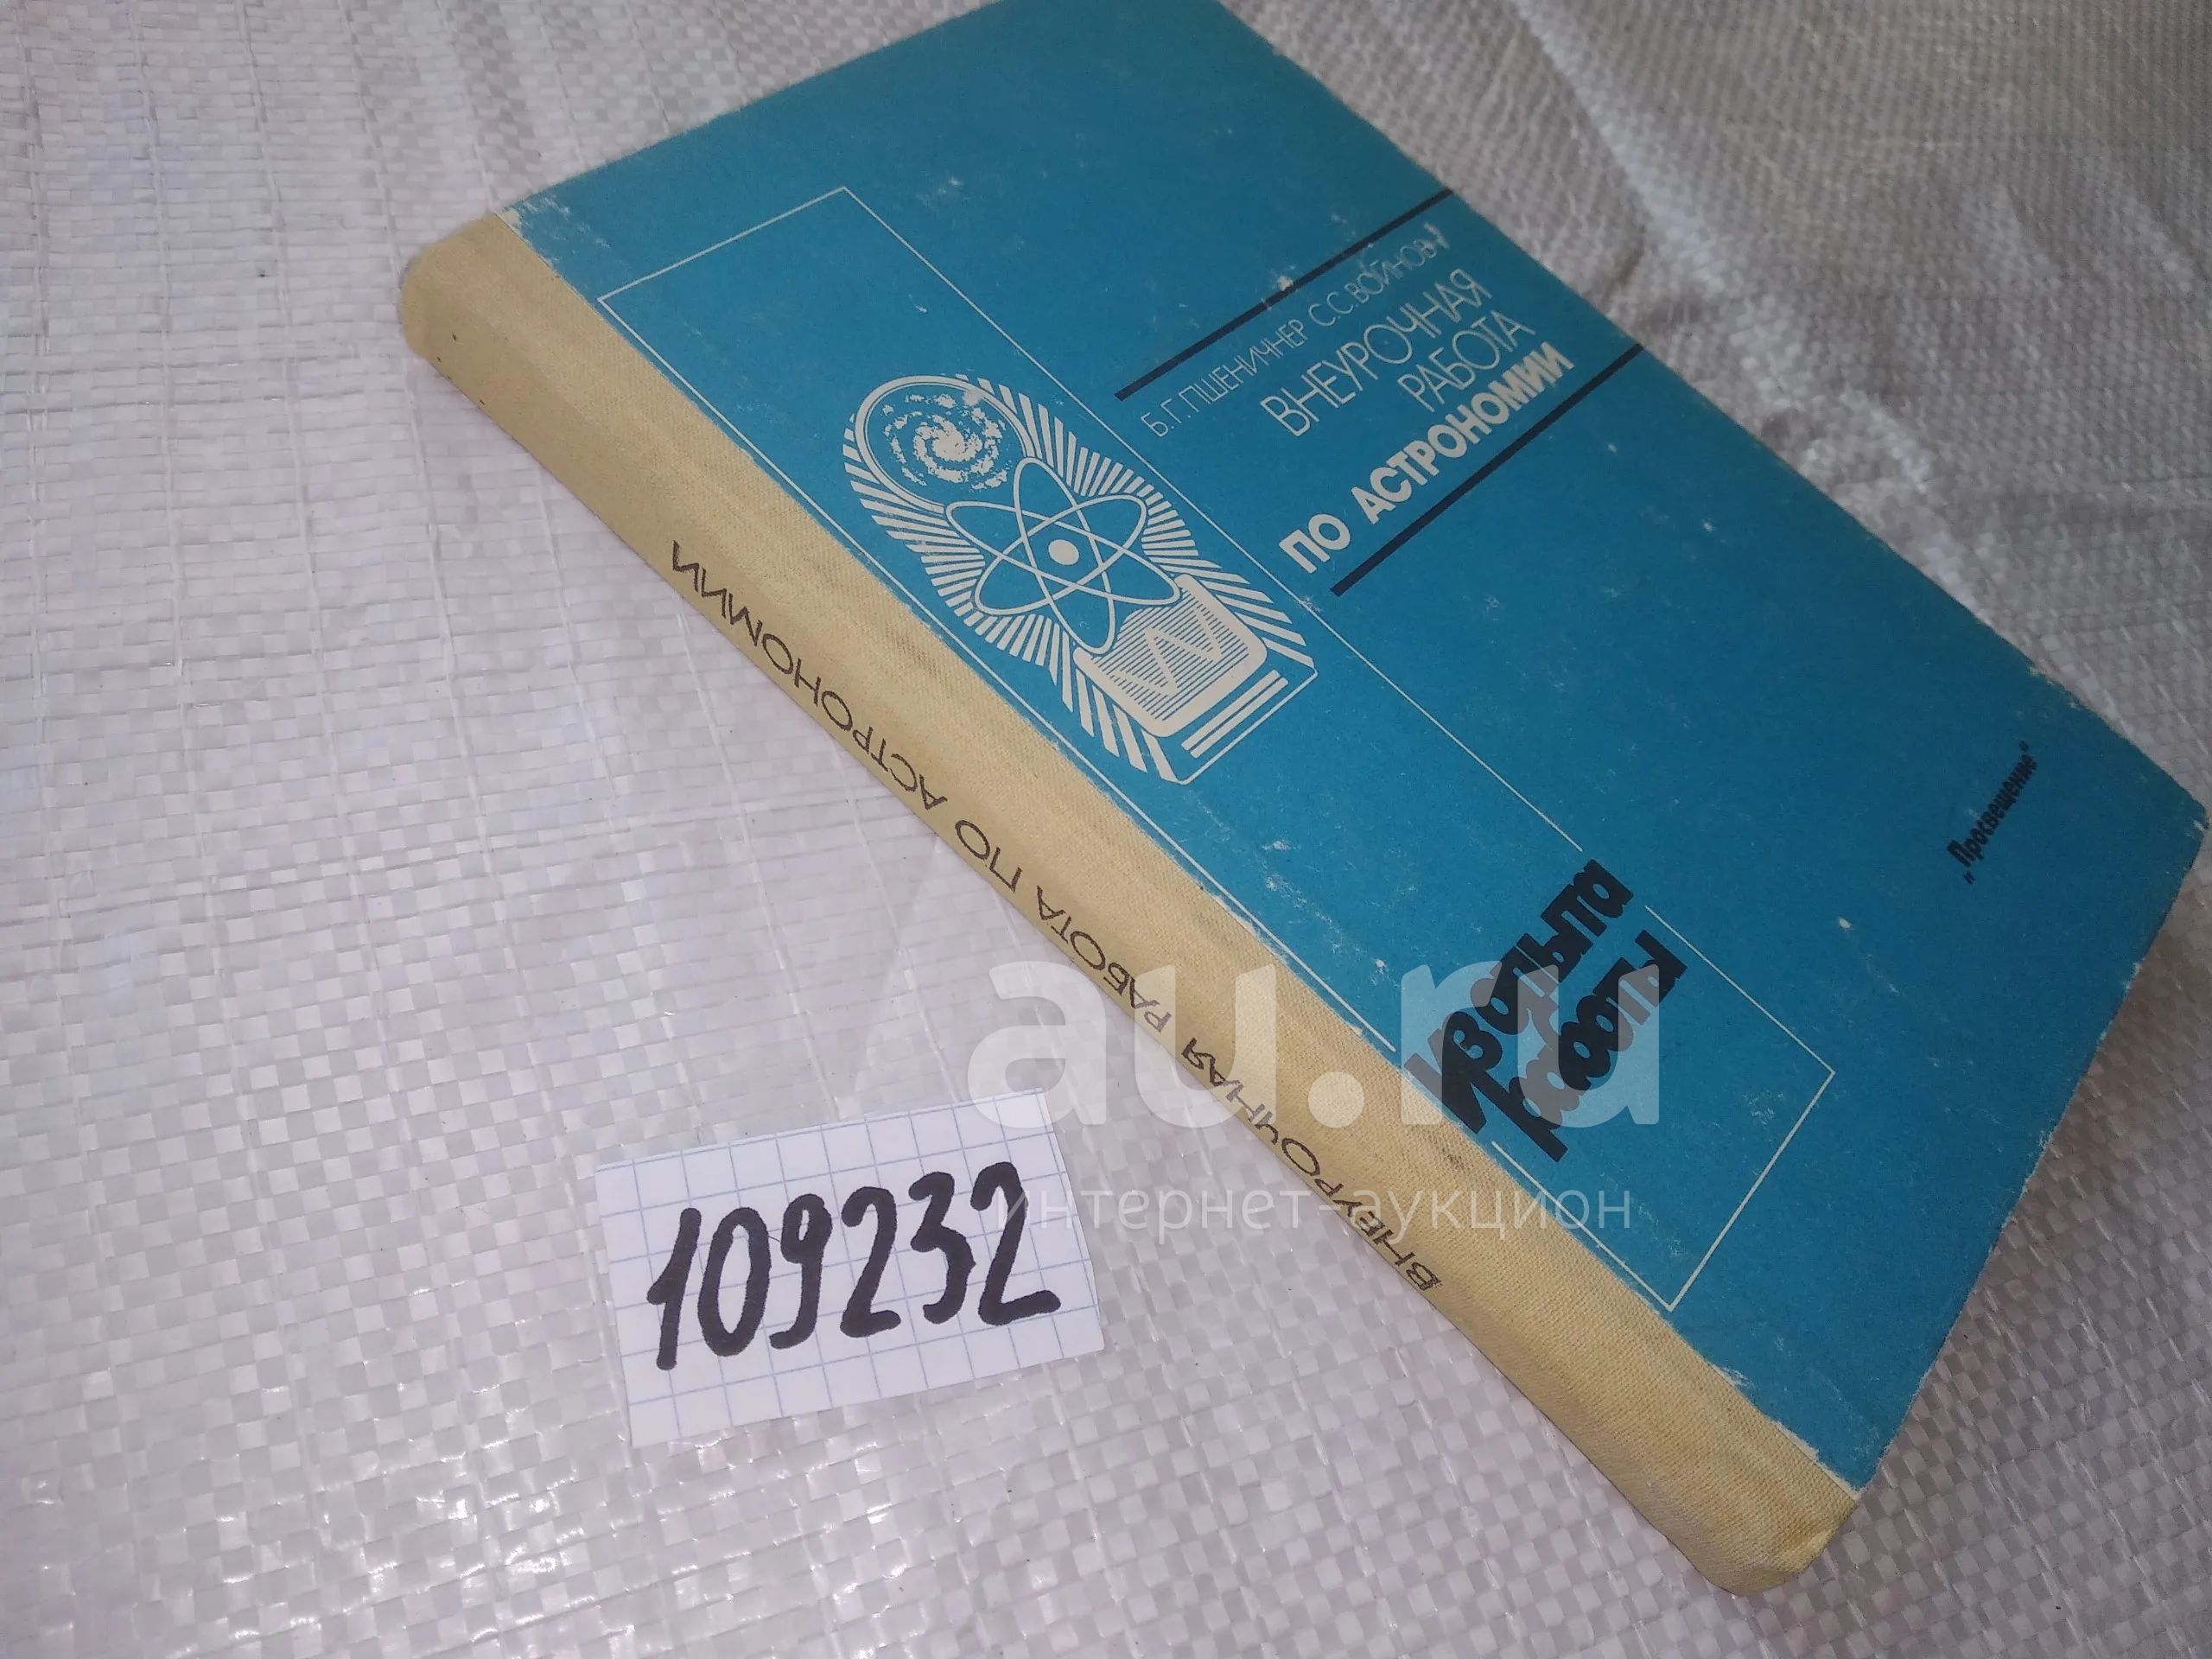 Б.Г.ПШЕНИЧНЕР С.С.ВОЙНОВ
ВНЕУРОЧНАЯ
РАБОТА
ПО АСТРОНОМИИ
Из опыта
работы
„Просвещение“
ВНЕУРОЧНАЯ РАБОТА ПО АСТРОНОМИИ
109232
au.ru
интернет-аукцион